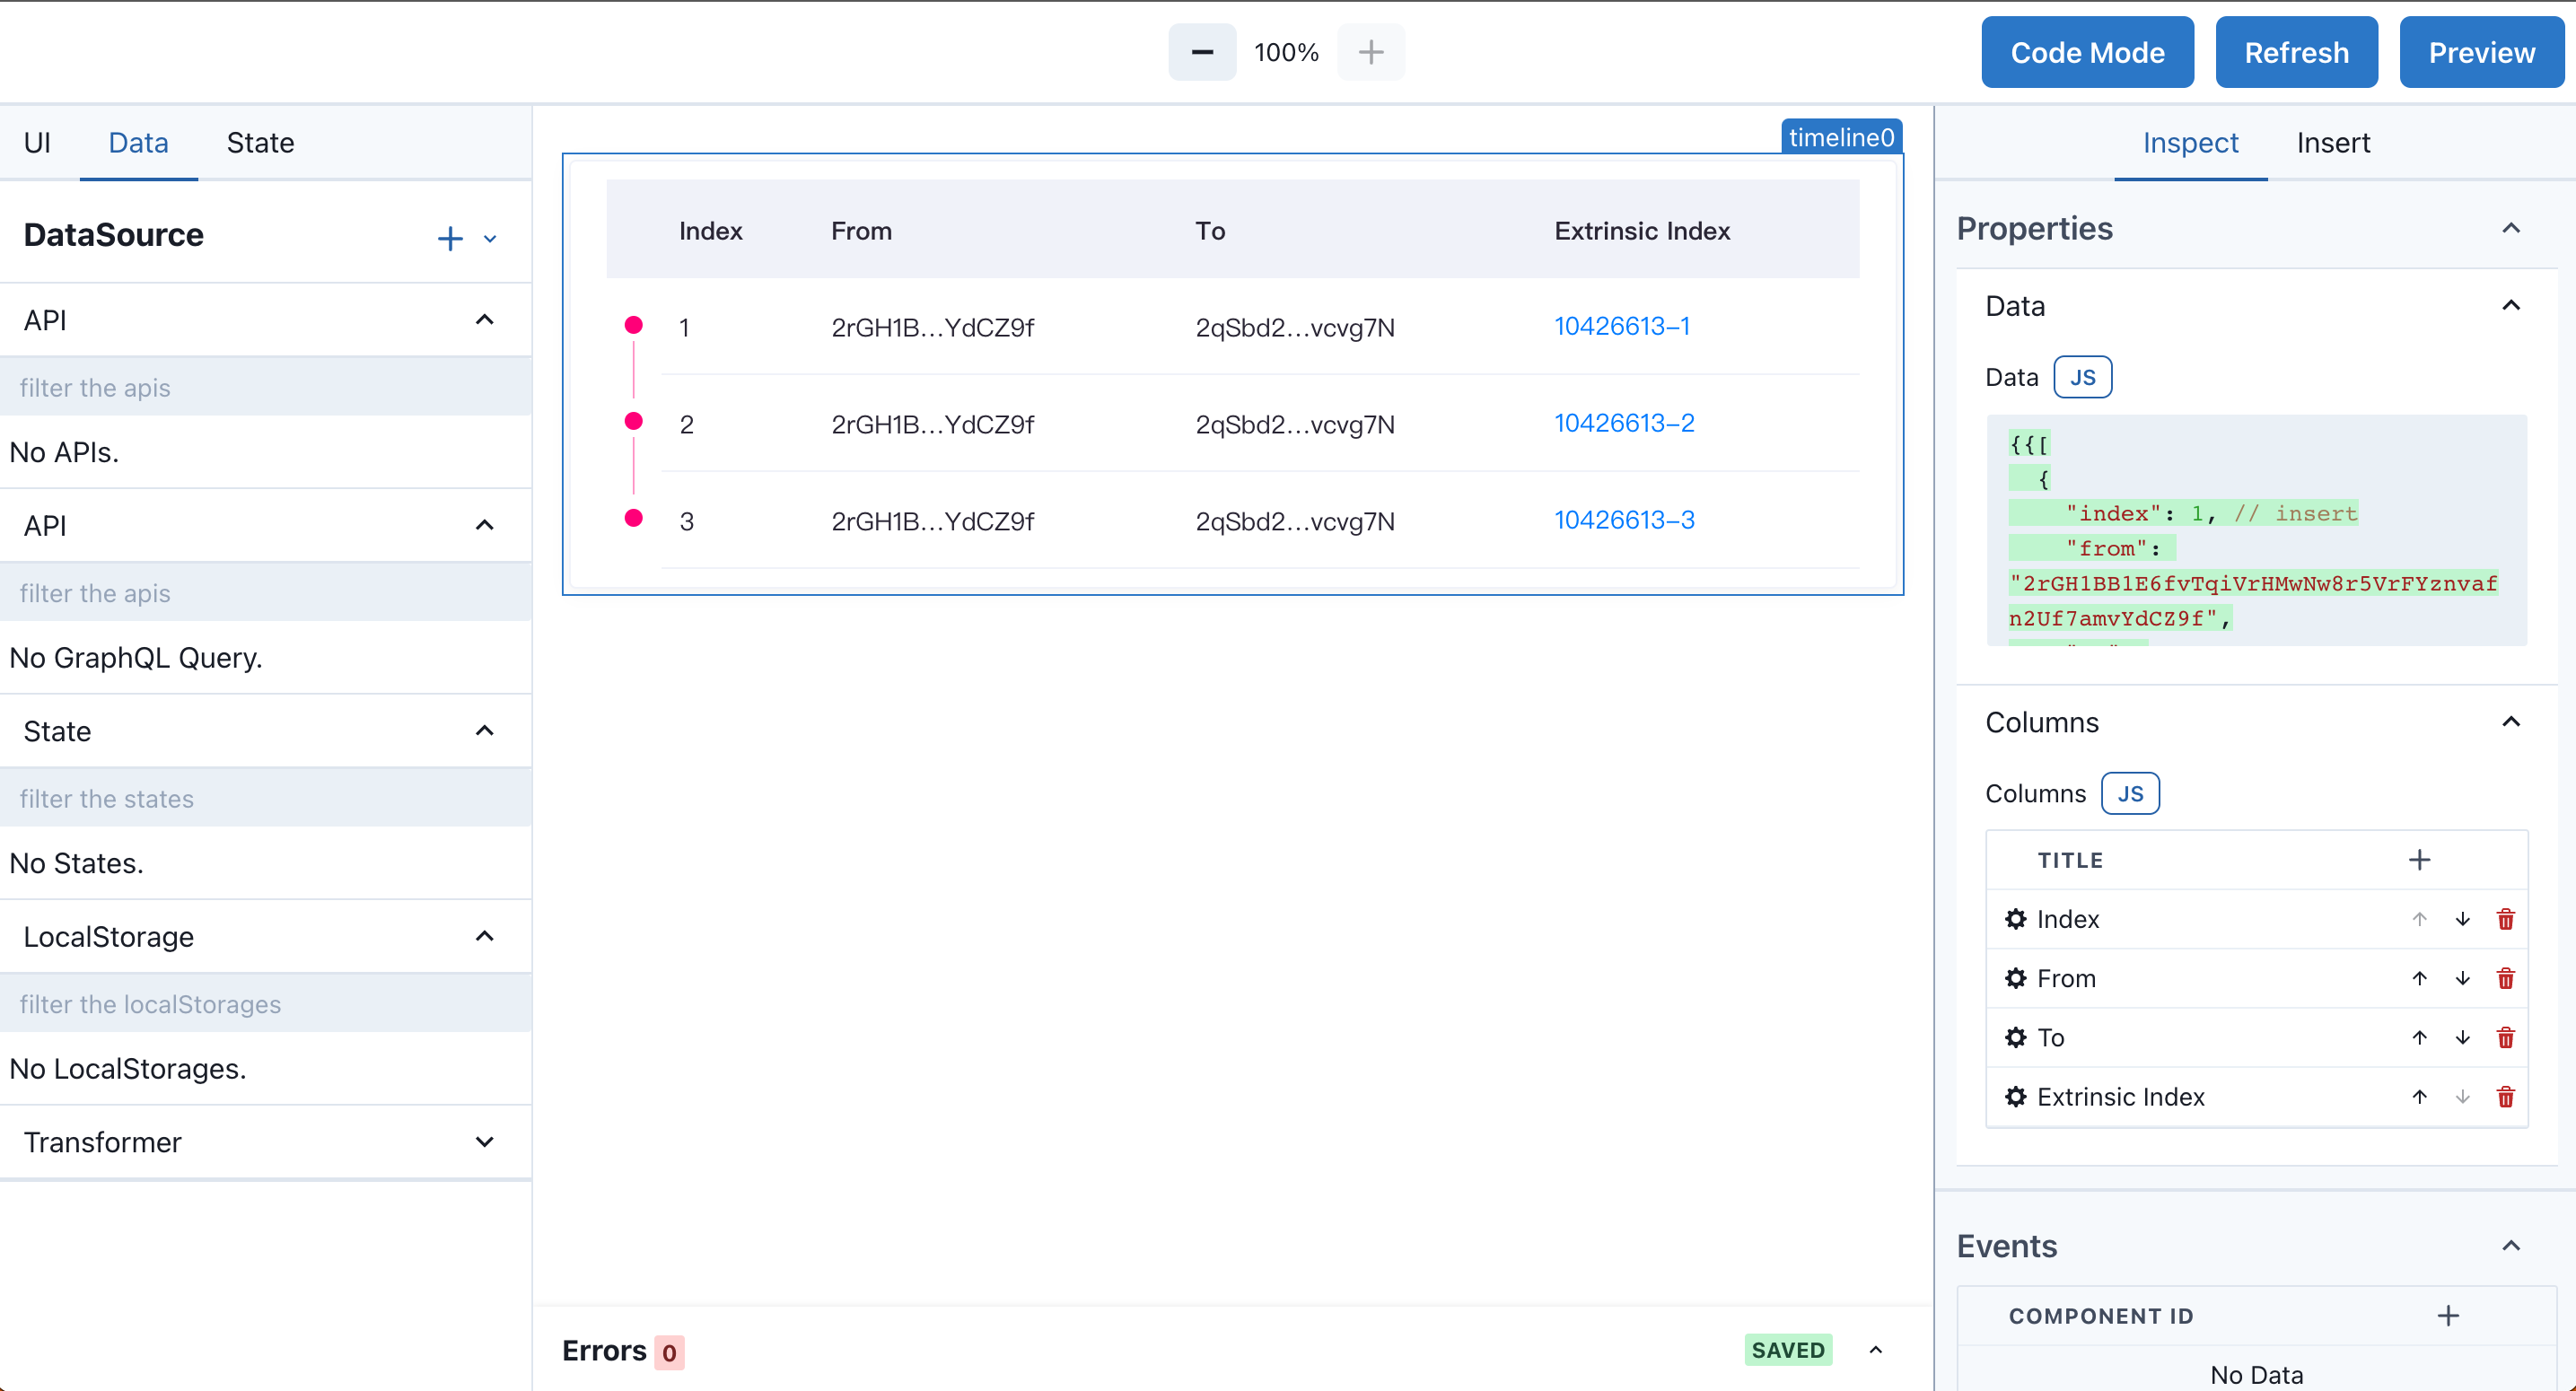 100%
Code Mode
Refresh
Preview
UI
Data
State
DataSource
API
filter the apis
No APIs.
API
filter the apis
No GraphQL Query.
State
filter the states
No States.
LocalStorage
filter the localStorages
No LocalStorages.
Transformer
timeline0
Index From To Extrinsic Index
1 2rGH1B...YdCZ9f 2qSbd2...vcvg7N 10426613-1
2 2rGH1B...YdCZ9f 2qSbd2...vcvg7N 10426613-2
3 2rGH1B...YdCZ9f 2qSbd2...vcvg7N 10426613-3
Errors 0
SAVED
Inspect
Insert
Properties
Data
Data JS
{{[
{
"index": 1, // insert
"from":
"2rGH1BB1E6fvTqiVrHMwNw8r5VrFYznvaf
n2Uf7amvYdCZ9f",
Columns
Columns JS
TITLE
Index
From
To
Extrinsic Index
Events
COMPONENT ID
No Data